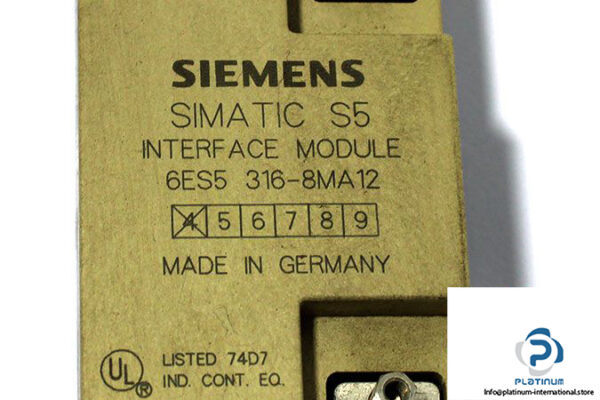 SIEMENS
SIMATIC S5
INTERFACE MODULE
6ES5 316-8MA12
4 5 6 7 8 9
MADE IN GERMANY
UL ®
LISTED 74D7
IND. CONT. EQ.
PLATINUM
Info@platinum-international.store